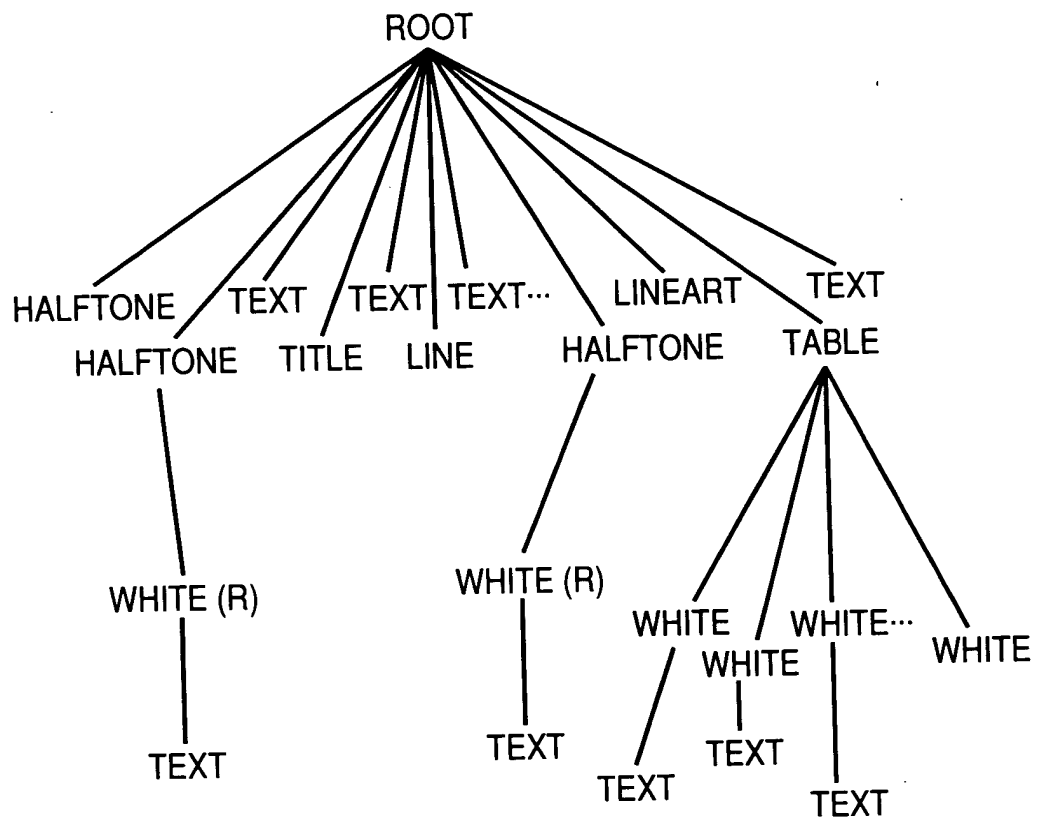 ROOT
HALFTONE TEXT TEXT TEXT··· LINEART TEXT
HALFTONE TITLE LINE HALFTONE TABLE
WHITE (R) WHITE (R) WHITE WHITE··· WHITE
WHITE
TEXT TEXT TEXT TEXT TEXT